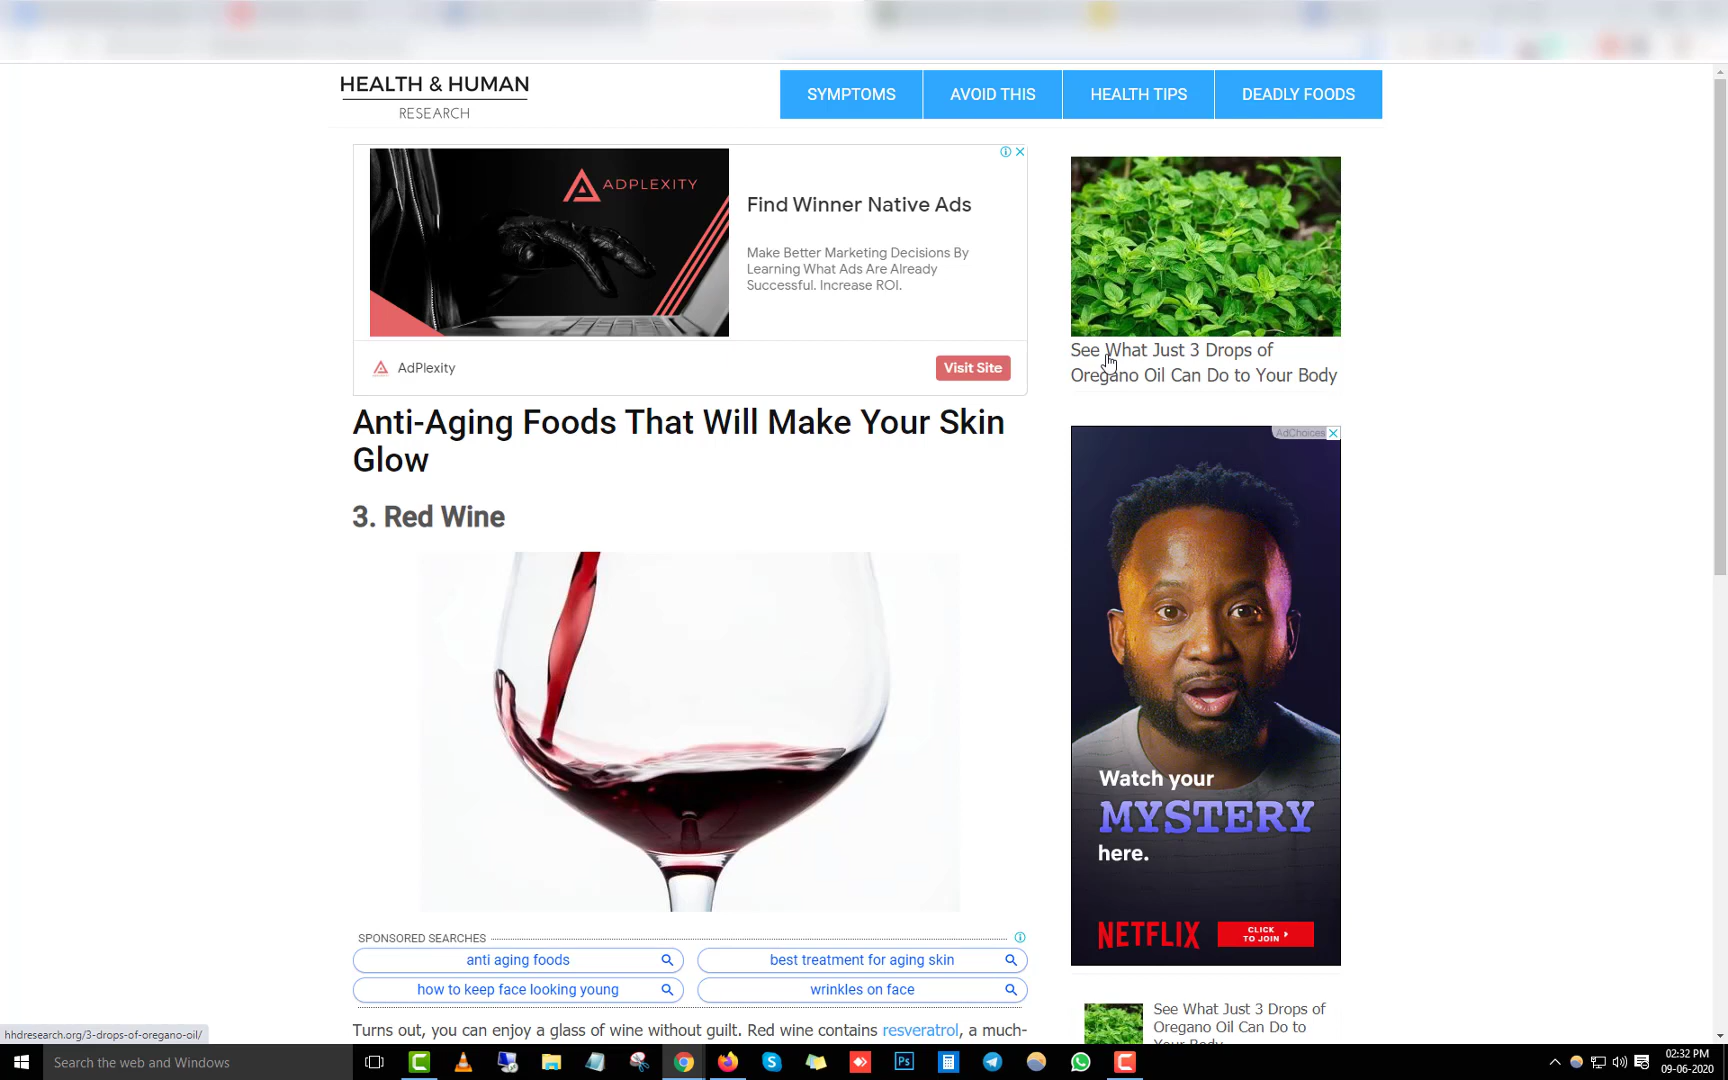 HEALTH & HUMAN
RESEARCH
SYMPTOMS
AVOID THIS
HEALTH TIPS
DEADLY FOODS
ADPLEXITY
Find Winner Native Ads
Make Better Marketing Decisions By
Learning What Ads Are Already
Successful. Increase ROI.
AdPlexity
Visit Site
See What Just 3 Drops of
Oregano Oil Can Do to Your Body
Anti-Aging Foods That Will Make Your Skin
Glow
3. Red Wine
AdChoices
Watch your
MYSTERY
here.
NETFLIX
CLICK
TO JOIN
SPONSORED SEARCHES
anti aging foods
best treatment for aging skin
how to keep face looking young
wrinkles on face
Turns out, you can enjoy a glass of wine without guilt. Red wine contains resveratrol, a much-
See What Just 3 Drops of
Oregano Oil Can Do to
Your Body
hhdresearch.org/3-drops-of-oregano-oil/
Search the web and Windows
Ps
02:32 PM
09-06-2020